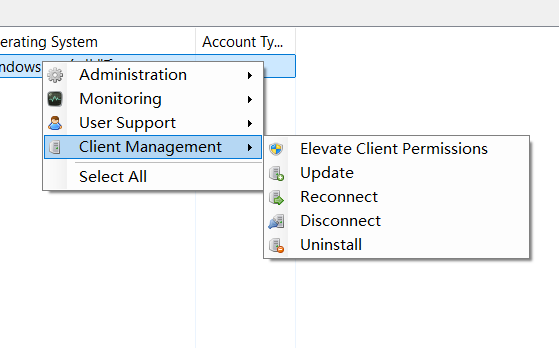 erating System Account Ty...
ndows
Administration
Monitoring
User Support
Client Management
Select All
Elevate Client Permissions
Update
Reconnect
Disconnect
Uninstall